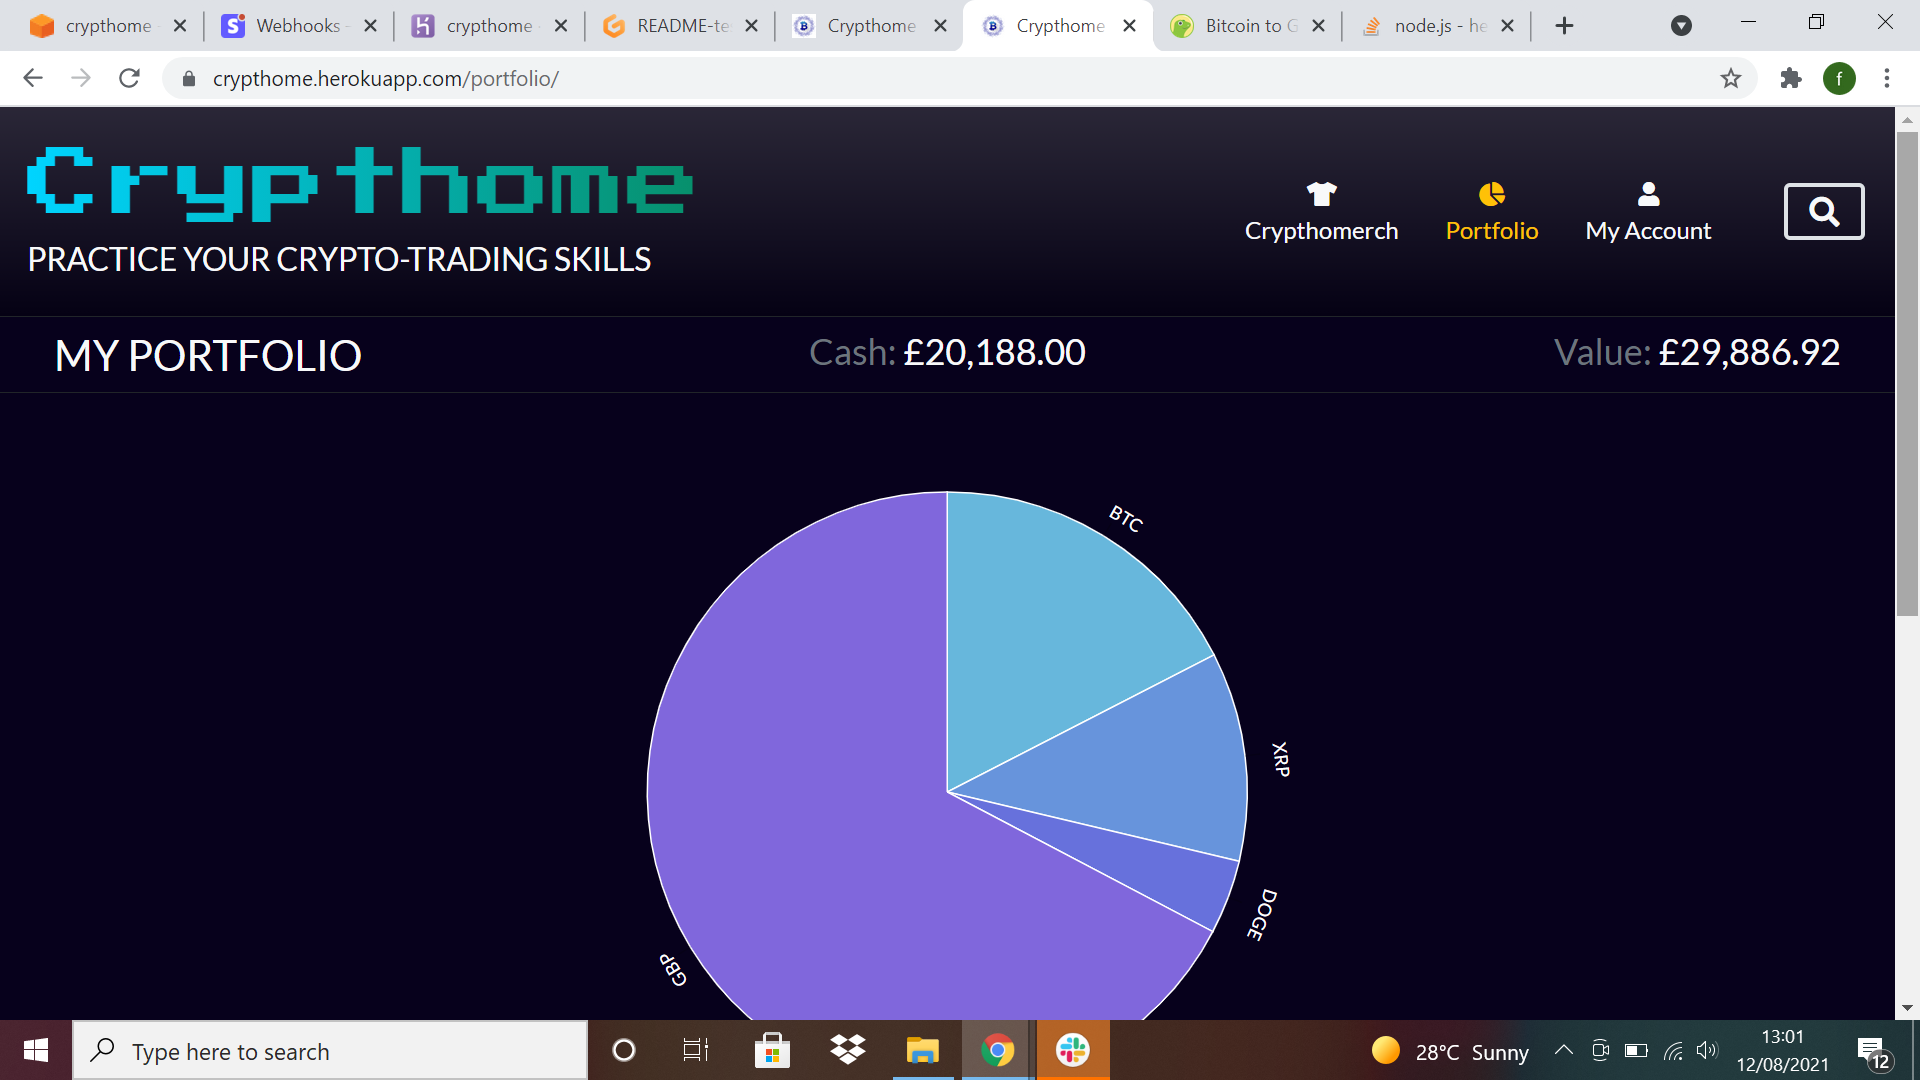 crypthome
Webhooks -
crypthome
README-te
Crypthome
Crypthome
Bitcoin to G
node.js - he
crypthome.herokuapp.com/portfolio/
f
Crypthome
PRACTICE YOUR CRYPTO-TRADING SKILLS
Crypthomerch
Portfolio
My Account
MY PORTFOLIO
Cash: £20,188.00
Value: £29,886.92
BTC
XRP
DOGE
GBP
Type here to search
28°C Sunny
13:01
12/08/2021
12